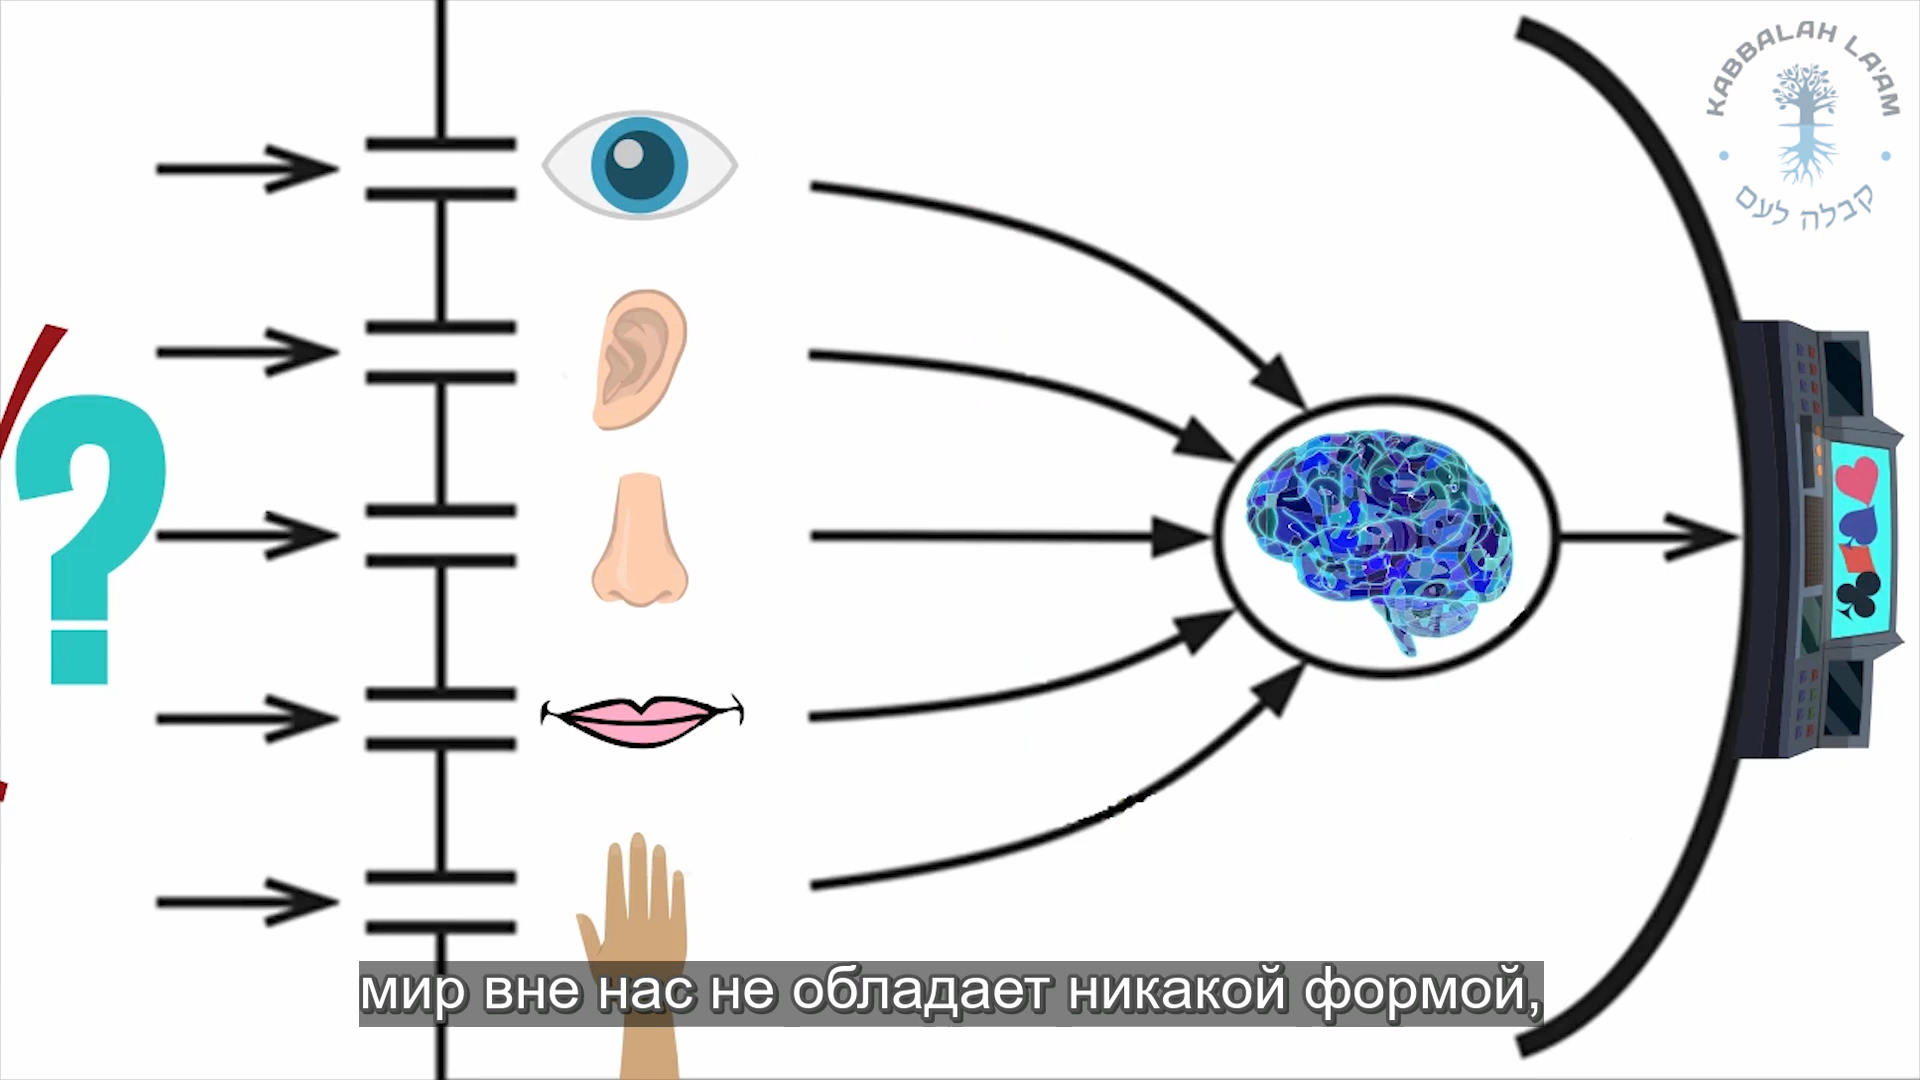 KABBALAH LA'AM
קבלה לעם
?
мир вне нас не обладает никакой формой,